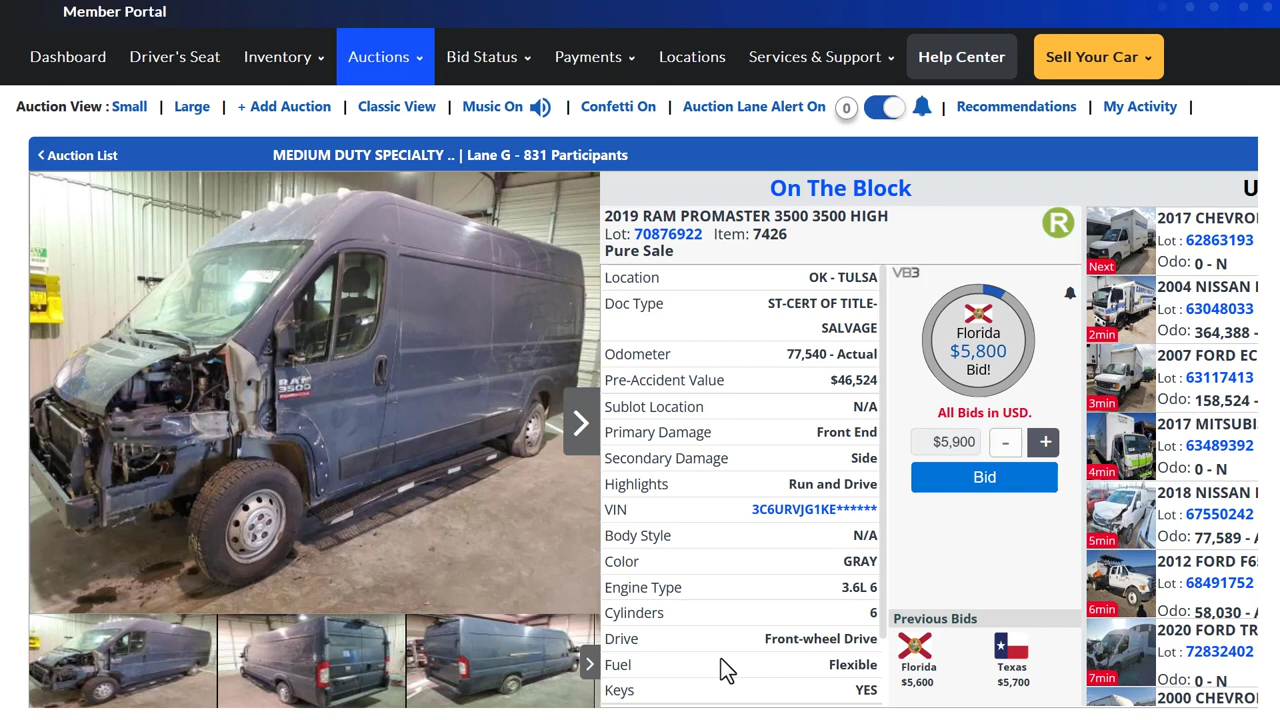 Member Portal
Dashboard Driver's Seat Inventory Auctions Bid Status Payments Locations Services & Support Help Center Sell Your Car
Auction View : Small | Large | + Add Auction | Classic View | Music On | Confetti On | Auction Lane Alert On 0 | Recommendations | My Activity |
Auction List MEDIUM DUTY SPECIALTY .. | Lane G - 831 Participants
On The Block U
2019 RAM PROMASTER 3500 3500 HIGH
Lot: 70876922 Item: 7426
Pure Sale
R
Location OK - TULSA
Doc Type ST-CERT OF TITLE-
SALVAGE
Odometer 77,540 - Actual
Pre-Accident Value $46,524
Sublot Location N/A
Primary Damage Front End
Secondary Damage Side
Highlights Run and Drive
VIN 3C6URVJG1KE******
Body Style N/A
Color GRAY
Engine Type 3.6L 6
Cylinders 6
Drive Front-wheel Drive
Fuel Flexible
Keys YES
VB3
Florida
$5,800
Bid!
All Bids in USD.
$5,900 - +
Bid
Previous Bids
Florida Texas
$5,600 $5,700
2017 CHEVRO
Lot : 62863193
Odo: 0 - N
Next
2004 NISSAN
Lot : 63048033
Odo: 364,388 -
2min
2007 FORD EC
Lot : 63117413
Odo: 158,524 -
3min
2017 MITSUBI
Lot : 63489392
Odo: 0 - N
4min
2018 NISSAN
Lot : 67550242
Odo: 77,589 - A
5min
2012 FORD F6
Lot : 68491752
Odo: 58,030 - A
6min
2020 FORD TR
Lot : 72832402
Odo: 0 - N
7min
2000 CHEVRO
RAM
3500